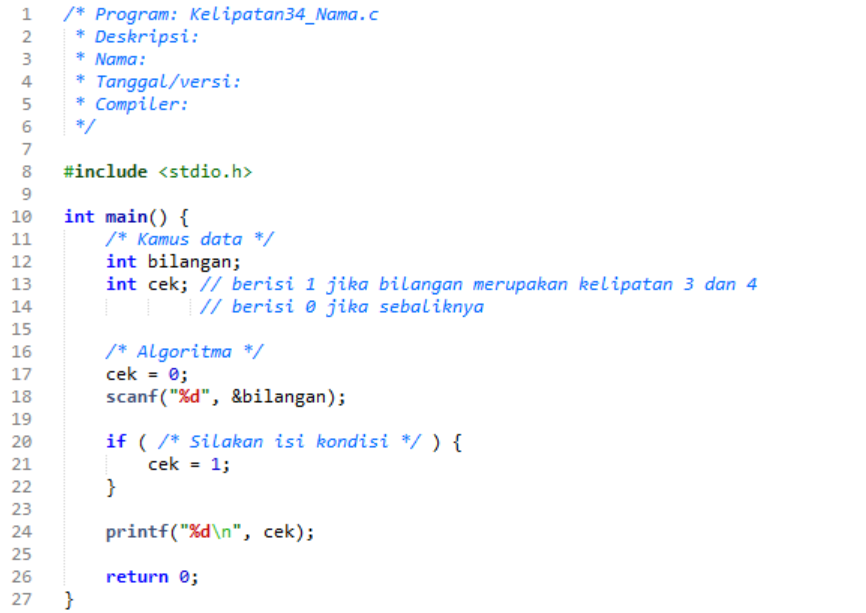 1 /* Program: Kelipatan34_Nama.c
2 * Deskripsi:
3 * Nama:
4 * Tanggal/versi:
5 * Compiler:
6 */
7
8 #include <stdio.h>
9
10 int main() {
11 /* Kamus data */
12 int bilangan;
13 int cek; // berisi 1 jika bilangan merupakan kelipatan 3 dan 4
14 // berisi 0 jika sebaliknya
15
16 /* Algoritma */
17 cek = 0;
18 scanf("%d", &bilangan);
19
20 if ( /* Silakan isi kondisi */ ) {
21 cek = 1;
22 }
23
24 printf("%d\n", cek);
25
26 return 0;
27 }